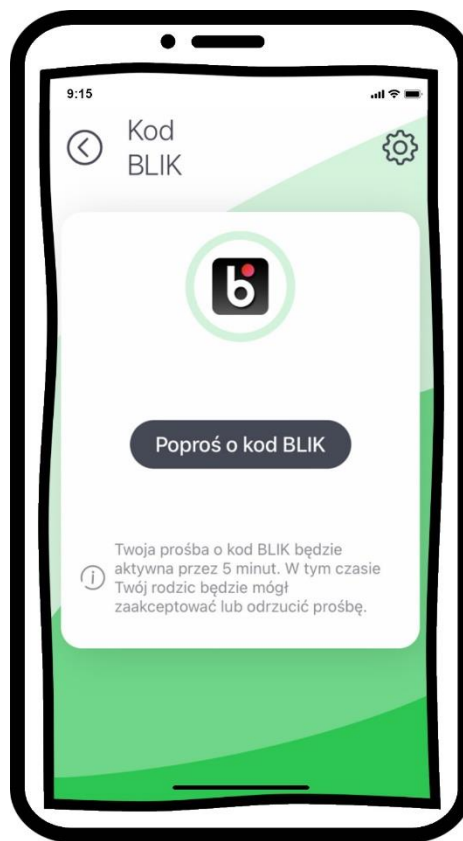 9:15
Kod
BLIK
Poproś o kod BLIK
Twoja prośba o kod BLIK będzie
aktywna przez 5 minut. W tym czasie
Twój rodzic będzie mógł
zaakceptować lub odrzucić prośbę.